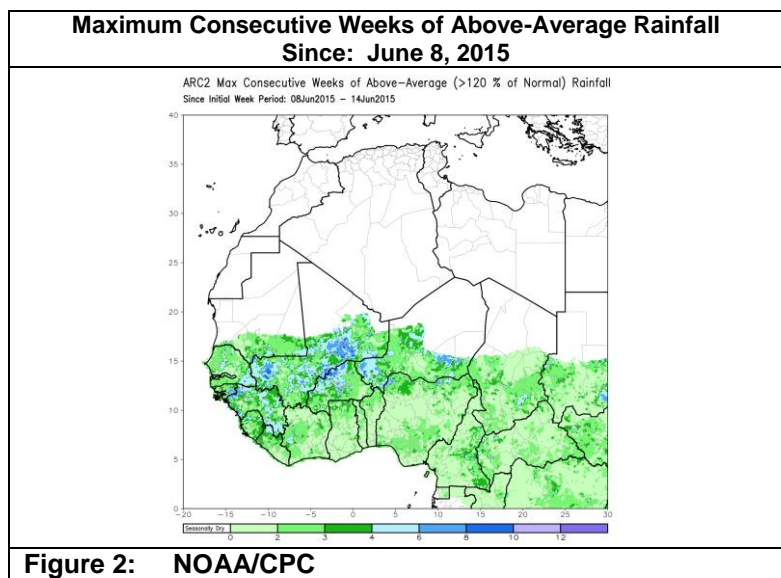 Maximum Consecutive Weeks of Above-Average Rainfall
Since: June 8, 2015
ARC2 Max Consecutive Weeks of Above-Average (>120 % of Normal) Rainfall
Since Initial Week Period: 08Jun2015 – 14Jun2015
40
35
30
25
20
15
10
5
0
−20 −15 −10 −5 0 5 10 15 20 25 30
Seasonally Dry
0 2 3 4 6 8 10 12
Figure 2: NOAA/CPC